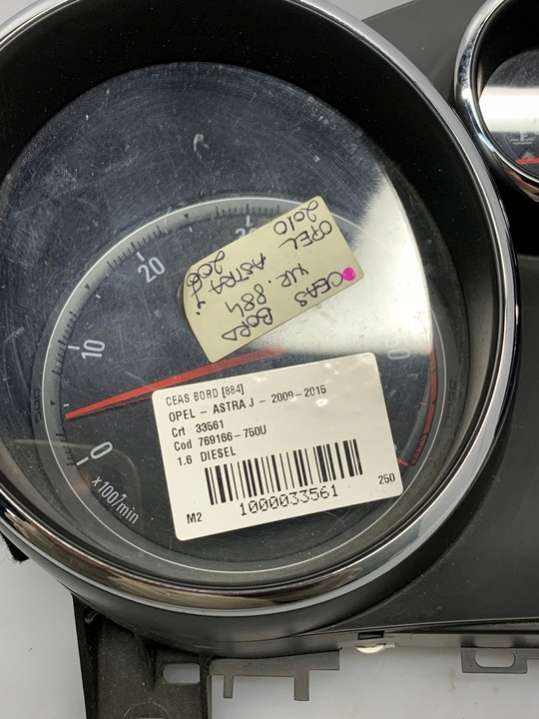 20
10
0
x100/min
CEAS BORD
NR. 884
OPEL ASTRA J
2010
CEAS BORD [884]
OPEL - ASTRA J - 2009-2015
Crt 33561
Cod 769166-750U
1.6 DIESEL
1000033561
M2
250